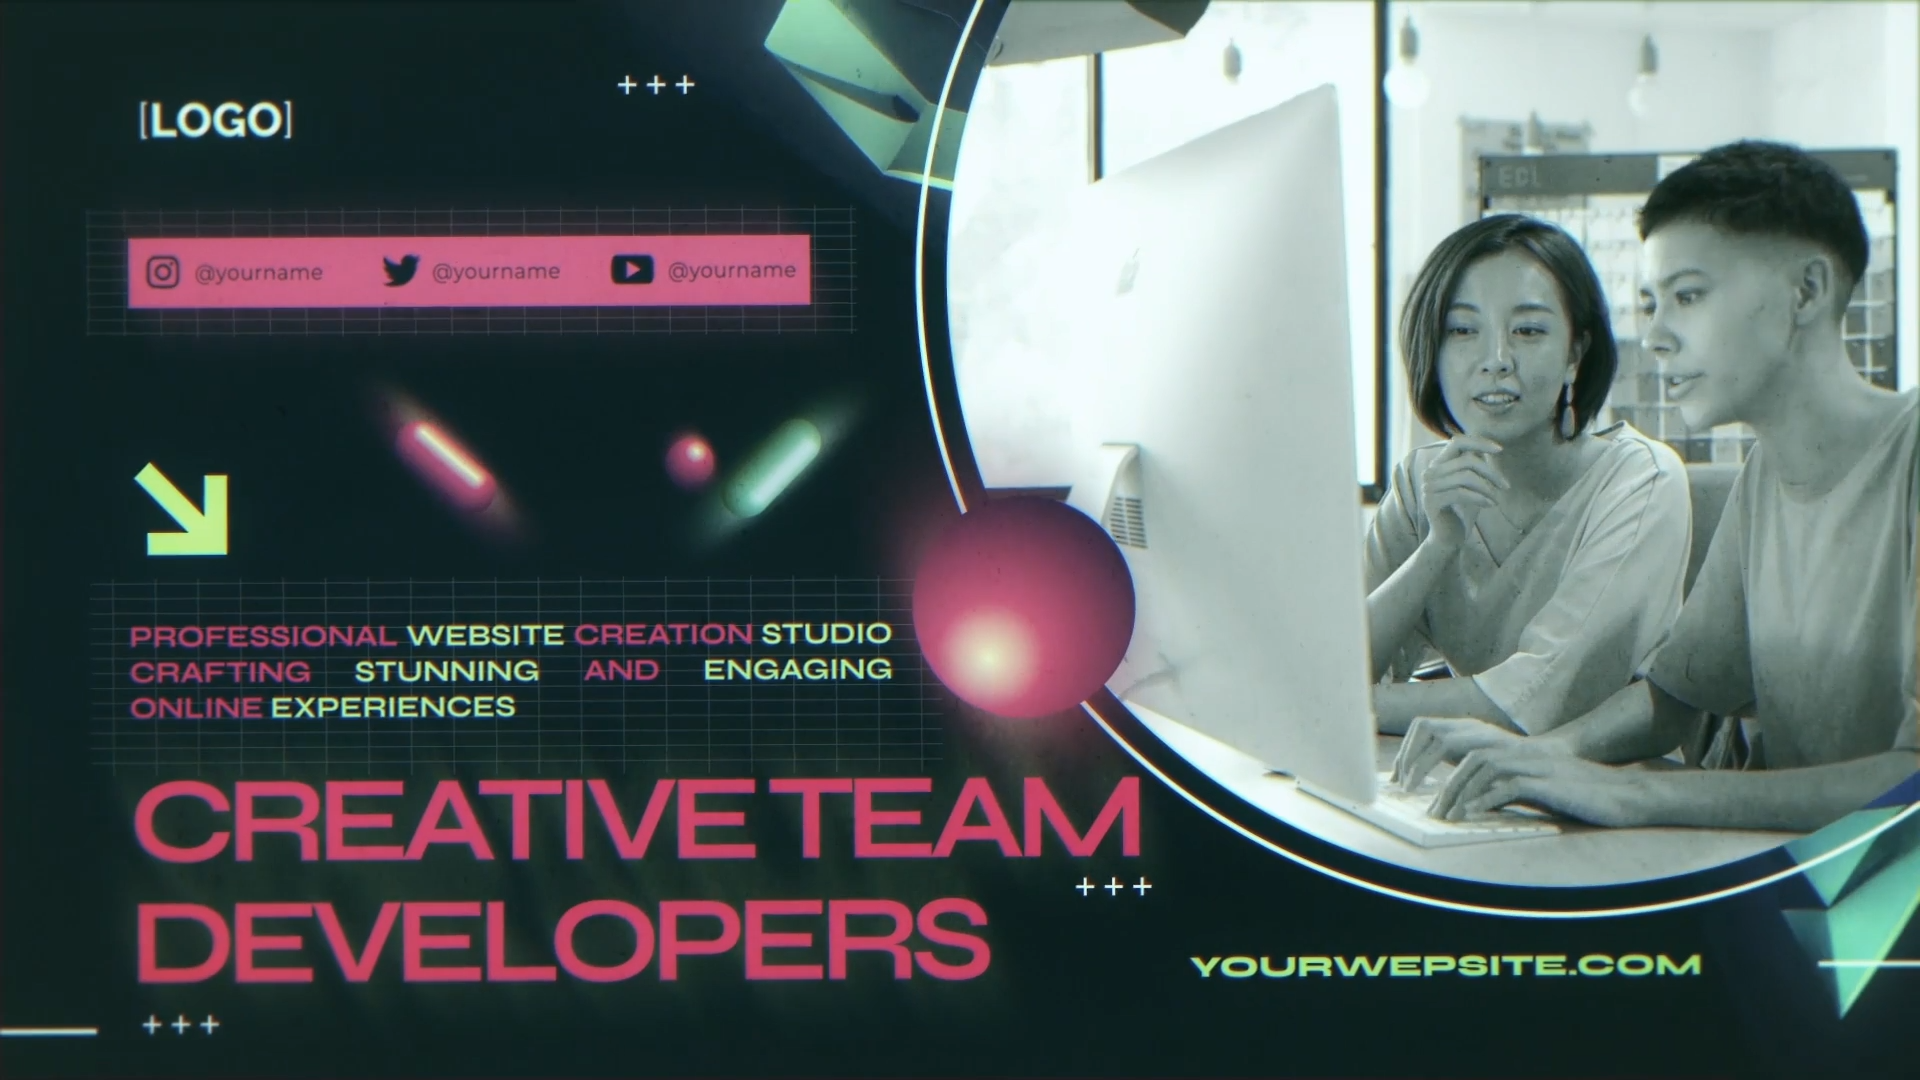 [LOGO]
@yourname @yourname @yourname
PROFESSIONAL WEBSITE CREATION STUDIO
CRAFTING STUNNING AND ENGAGING
ONLINE EXPERIENCES
CREATIVE TEAM
DEVELOPERS
YOURWEPSITE.COM